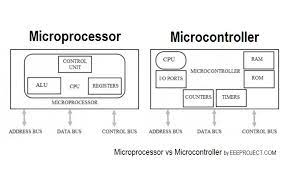 Microprocessor
CONTROL
UNIT
ALU
CPU
REGISTERS
MICROPROCESSOR
ADDRESS BUS
DATA BUS
CONTROL BUS
Microcontroller
CPU
RAM
I/O PORTS
MICROCONTROLLER
ROM
COUNTERS
TIMERS
ADDRESS BUS
DATA BUS
CONTROL BUS
Microprocessor vs Microcontroller by EEEPROJECT.COM